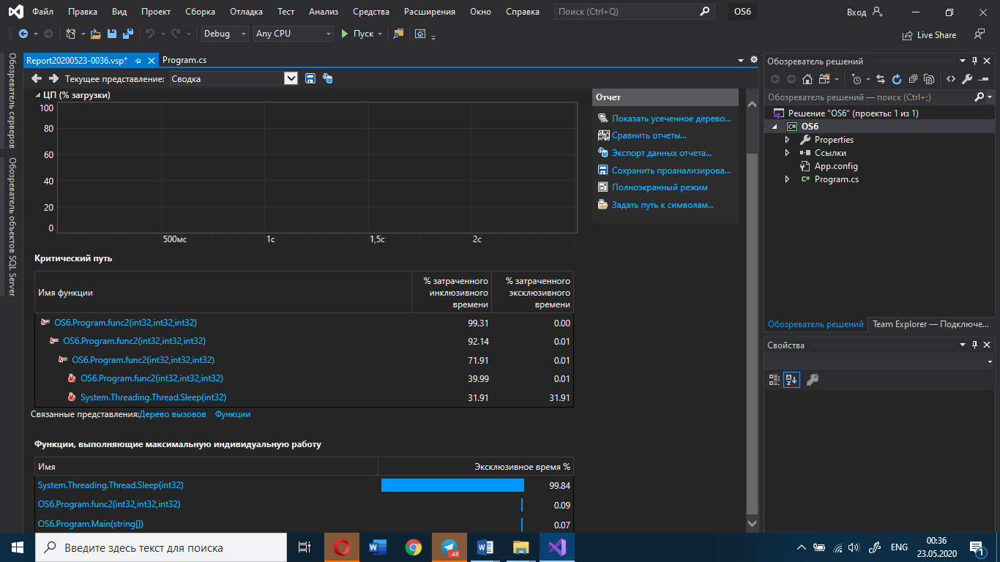 Файл Правка Вид Проект Сборка Отладка Тест Анализ Средства Расширения Окно Справка Поиск (Ctrl+Q) OS6 Вход
Debug Any CPU Пуск Live Share
Обозреватель серверов
Обозреватель объектов SQL Server
Report20200523-0036.vsp* Program.cs
Текущее представление: Сводка
ЦП (% загрузки)
100
80
60
40
20
0
500мс 1с 1,5с 2с
Критический путь
Имя функции % затраченного инклюзивного времени % затраченного эксклюзивного времени
OS6.Program.func2(int32,int32,int32) 99.31 0.00
OS6.Program.func2(int32,int32,int32) 92.14 0.01
OS6.Program.func2(int32,int32,int32) 71.91 0.01
OS6.Program.func2(int32,int32,int32) 39.99 0.01
System.Threading.Thread.Sleep(int32) 31.91 31.91
Связанные представления:Дерево вызовов Функции
Функции, выполняющие максимальную индивидуальную работу
Имя Эксклюзивное время %
System.Threading.Thread.Sleep(int32) 99.84
OS6.Program.func2(int32,int32,int32) 0.09
OS6.Program.Main(string[]) 0.07
Отчет
Показать усеченное дерево...
Сравнить отчеты...
Экспорт данных отчета...
Сохранить проанализирова...
Полноэкранный режим
Задать путь к символам...
Обозреватель решений
Обозреватель решений — поиск (Ctrl+;)
Решение "OS6" (проекты: 1 из 1)
C# OS6
Properties
Ссылки
App.config
C# Program.cs
Обозреватель решений Team Explorer — Подключе...
Свойства
Введите здесь текст для поиска
48
ENG
00:36
23.05.2020
1